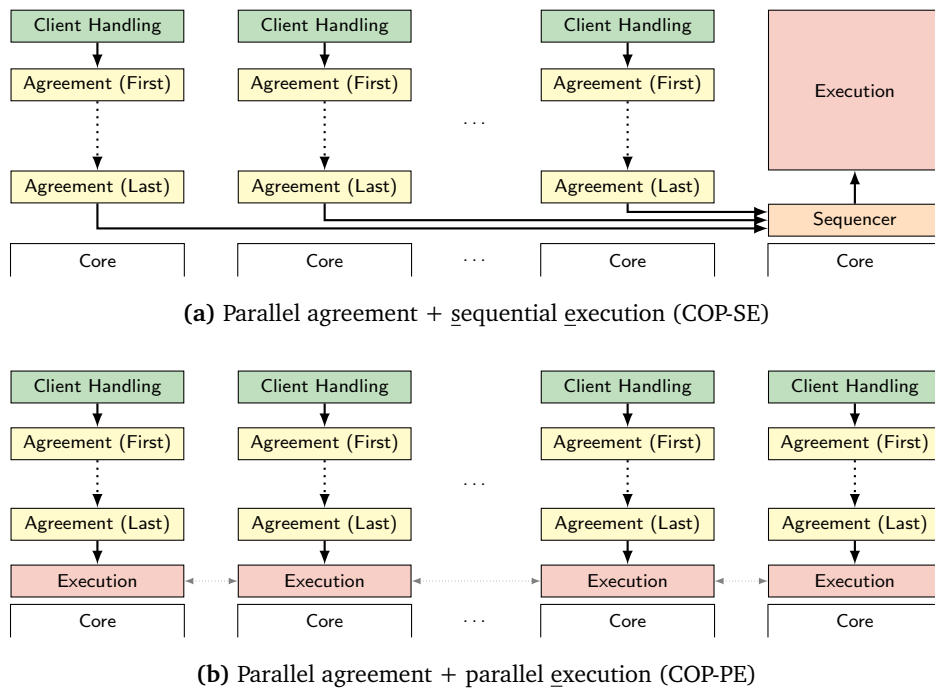 Client Handling Client Handling Client Handling
Agreement (First) Agreement (First) Agreement (First) Execution
. . .
Agreement (Last) Agreement (Last) Agreement (Last)
Sequencer
Core Core . . . Core Core
(a) Parallel agreement + sequential execution (COP-SE)
Client Handling Client Handling Client Handling Client Handling
Agreement (First) Agreement (First) Agreement (First) Agreement (First)
. . .
Agreement (Last) Agreement (Last) Agreement (Last) Agreement (Last)
Execution Execution Execution Execution
Core Core . . . Core Core
(b) Parallel agreement + parallel execution (COP-PE)